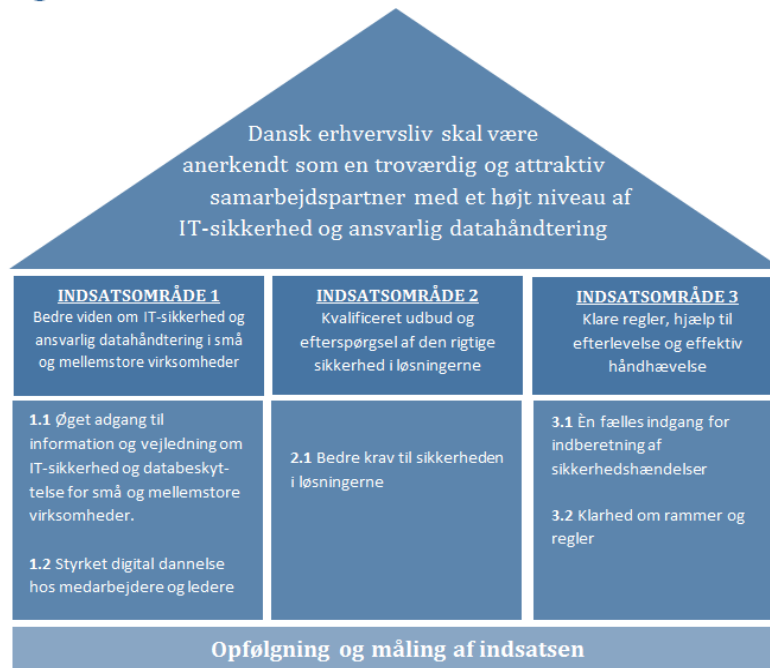 Dansk erhvervsliv skal være
anerkendt som en troværdig og attraktiv
samarbejdspartner med et højt niveau af
IT-sikkerhed og ansvarlig datahåndtering
INDSATSOMRÅDE 1
Bedre viden om IT-sikkerhed og
ansvarlig datahåndtering i små
og mellemstore virksomheder
INDSATSOMRÅDE 2
Kvalificeret udbud og
efterspørgsel af den rigtige
sikkerhed i løsningerne
INDSATSOMRÅDE 3
Klare regler, hjælp til
efterlevelse og effektiv
håndhævelse
1.1 Øget adgang til
information og vejledning om
IT-sikkerhed og databeskyt-
telse for små og mellemstore
virksomheder.
1.2 Styrket digital dannelse
hos medarbejdere og ledere
2.1 Bedre krav til sikkerheden
i løsningerne
3.1 Èn fælles indgang for
indberetning af
sikkerhedshændelser
3.2 Klarhed om rammer og
regler
Opfølgning og måling af indsatsen